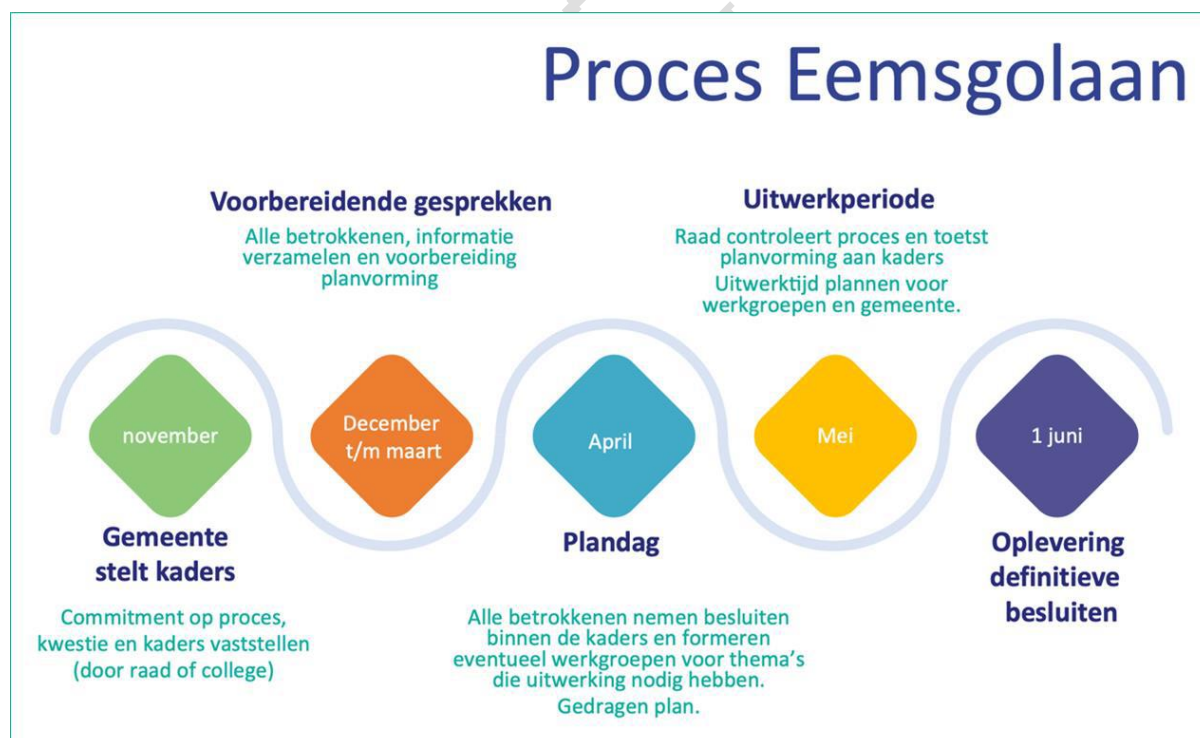 Proces Eemsgolaan
Voorbereidende gesprekken
Alle betrokkenen, informatie
verzamelen en voorbereiding
planvorming
Uitwerkperiode
Raad controleert proces en toetst
planvorming aan kaders
Uitwerktijd plannen voor
werkgroepen en gemeente.
november
December
t/m maart
April
Mei
1 juni
Gemeente
stelt kaders
Commitment op proces,
kwestie en kaders vaststellen
(door raad of college)
Plandag
Alle betrokkenen nemen besluiten
binnen de kaders en formeren
eventueel werkgroepen voor thema's
die uitwerking nodig hebben.
Gedragen plan.
Oplevering
definitieve
besluiten